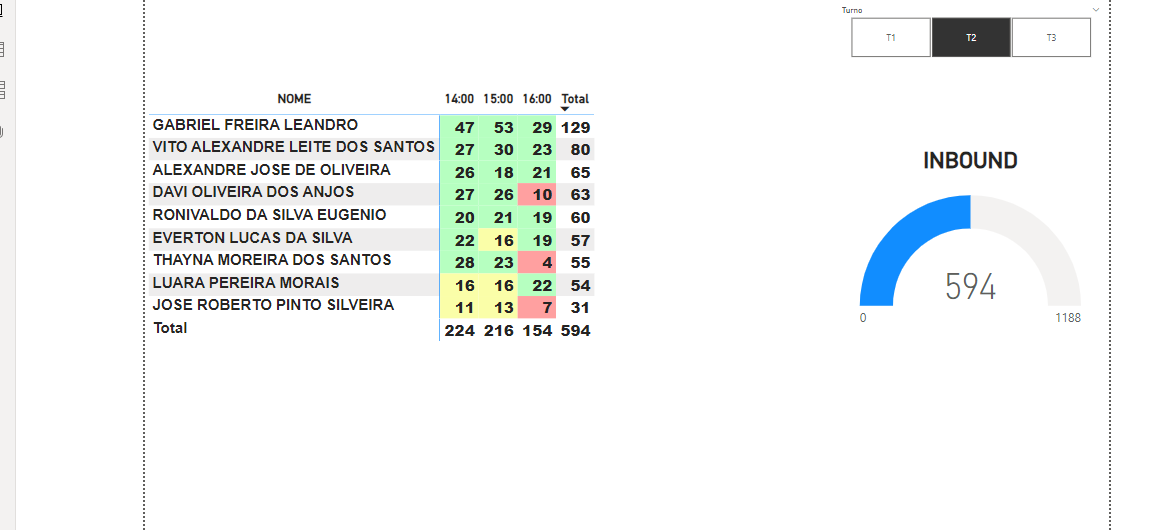 Turno
T1 T2 T3
NOME 14:00 15:00 16:00 Total
GABRIEL FREIRA LEANDRO 47 53 29 129
VITO ALEXANDRE LEITE DOS SANTOS 27 30 23 80
ALEXANDRE JOSE DE OLIVEIRA 26 18 21 65
DAVI OLIVEIRA DOS ANJOS 27 26 10 63
RONIVALDO DA SILVA EUGENIO 20 21 19 60
EVERTON LUCAS DA SILVA 22 16 19 57
THAYNA MOREIRA DOS SANTOS 28 23 4 55
LUARA PEREIRA MORAIS 16 16 22 54
JOSE ROBERTO PINTO SILVEIRA 11 13 7 31
Total 224 216 154 594
INBOUND
594
0 1188